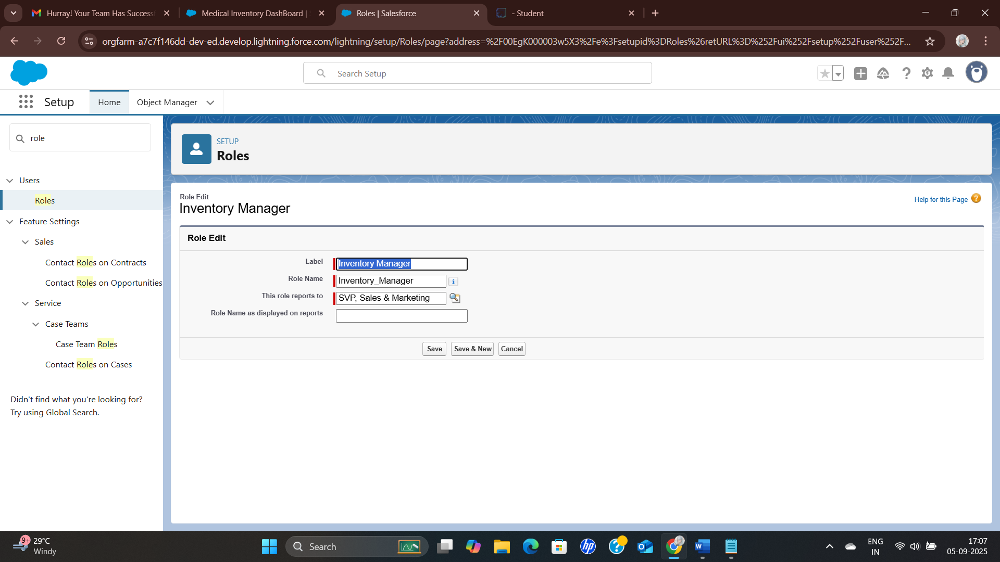 Hurray! Your Team Has Success
Medical Inventory DashBoard |
Roles | Salesforce
- Student
orgfarm-a7c7f146dd-dev-ed.develop.lightning.force.com/lightning/setup/Roles/page?address=%2F00EgK000003w5X3%2Fe%3Fsetupid%3DRoles%26retURL%3D%252Fui%252Fsetup%252Fuser%252F...
Search Setup
Setup
Home
Object Manager
role
Users
Roles
Feature Settings
Sales
Contact Roles on Contracts
Contact Roles on Opportunities
Service
Case Teams
Case Team Roles
Contact Roles on Cases
Didn't find what you're looking for?
Try using Global Search.
SETUP
Roles
Role Edit
Inventory Manager
Help for this Page
Role Edit
Label
Inventory Manager
Role Name
Inventory_Manager
This role reports to
SVP, Sales & Marketing
Role Name as displayed on reports
Save
Save & New
Cancel
9+
29°C
Windy
Search
ENG
IN
17:07
05-09-2025